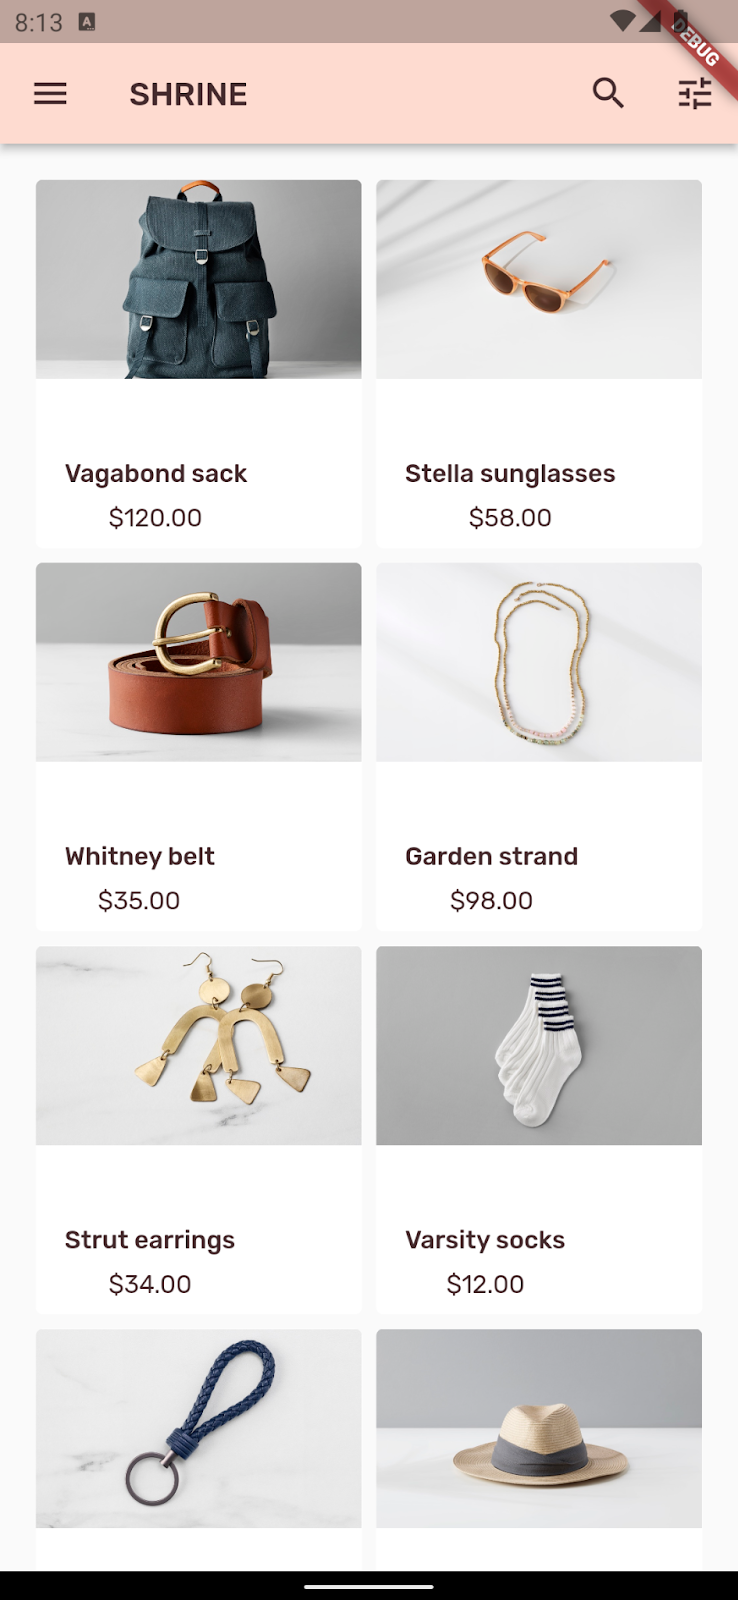 8:13
A
DEBUG
SHRINE
Vagabond sack
$120.00
Stella sunglasses
$58.00
Whitney belt
$35.00
Garden strand
$98.00
Strut earrings
$34.00
Varsity socks
$12.00